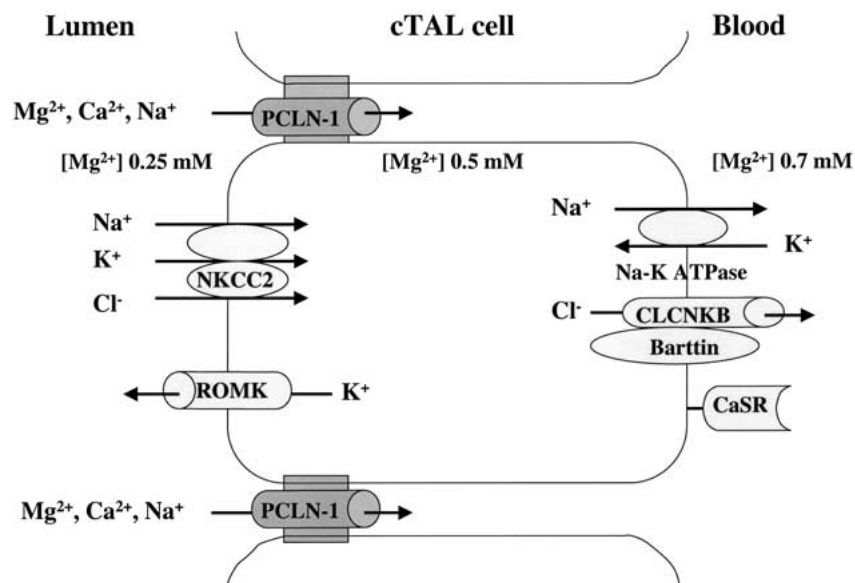 Lumen cTAL cell Blood
Mg²⁺, Ca²⁺, Na⁺ PCLN-1
[Mg²⁺] 0.25 mM [Mg²⁺] 0.5 mM [Mg²⁺] 0.7 mM
Na⁺ Na⁺
K⁺ K⁺
NKCC2 Na-K ATPase
Cl⁻ Cl⁻ CLCNKB
Barttin
ROMK K⁺ CaSR
Mg²⁺, Ca²⁺, Na⁺ PCLN-1